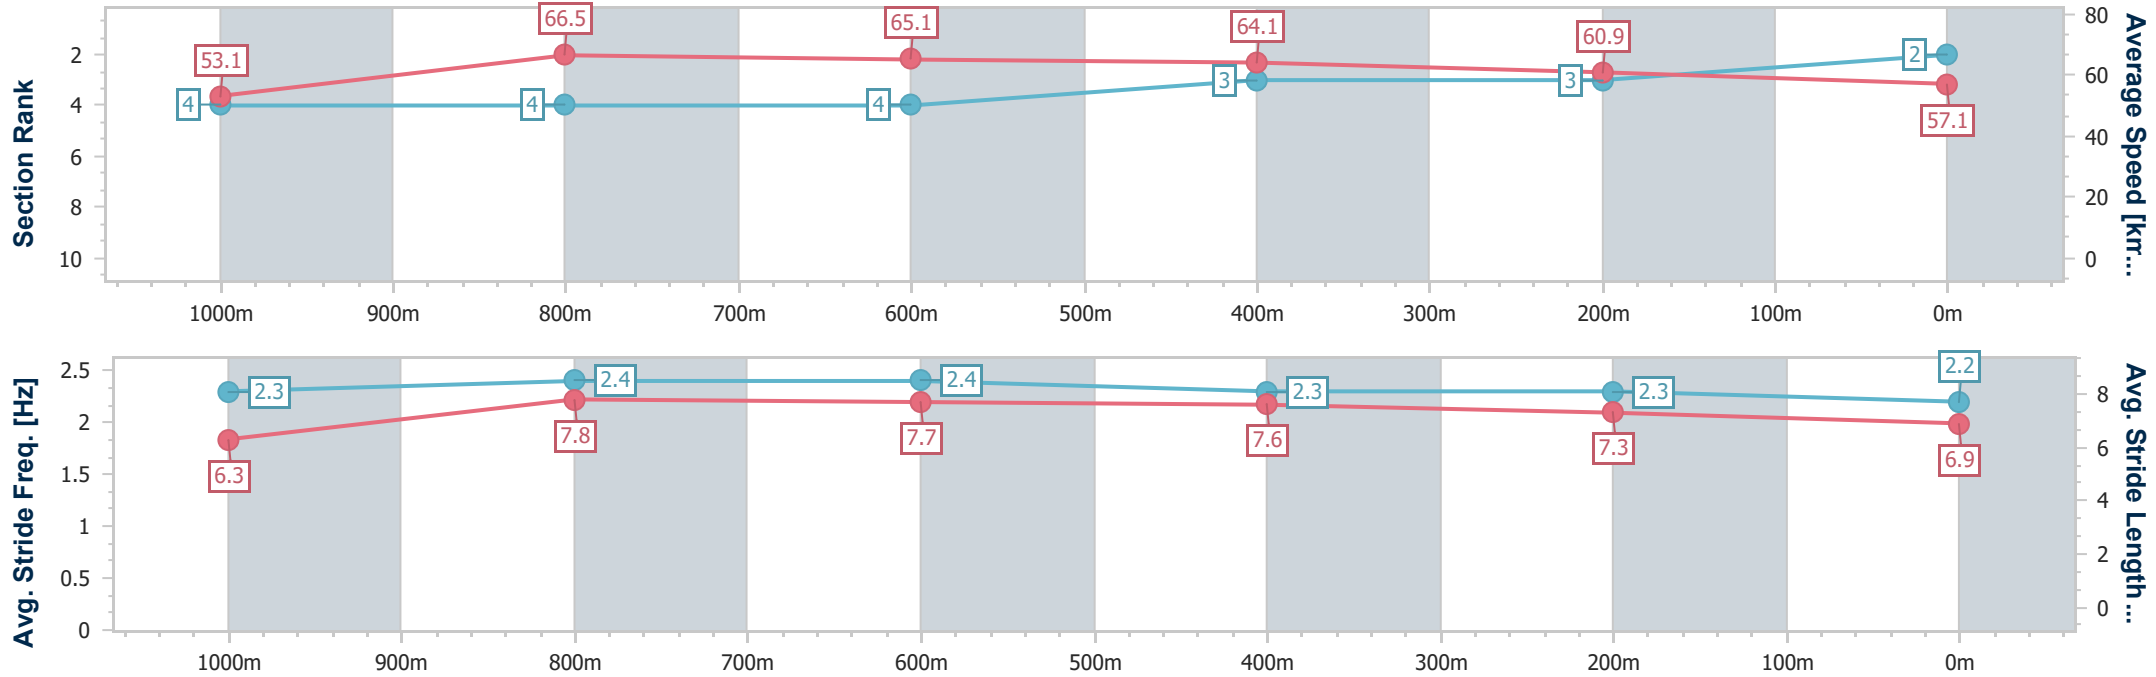 Section Rank
2
4
6
8
10
53.1
66.5
65.1
64.1
60.9
57.1
4
4
4
3
3
2
80
60
40
20
0
Average Speed [km...
1000m
900m
800m
700m
600m
500m
400m
300m
200m
100m
0m
Avg. Stride Freq. [Hz]
2.5
2
1.5
1
0.5
0
2.3
2.4
2.4
2.3
2.3
2.2
6.3
7.8
7.7
7.6
7.3
6.9
8
6
4
2
0
Avg. Stride Length ...
1000m
900m
800m
700m
600m
500m
400m
300m
200m
100m
0m